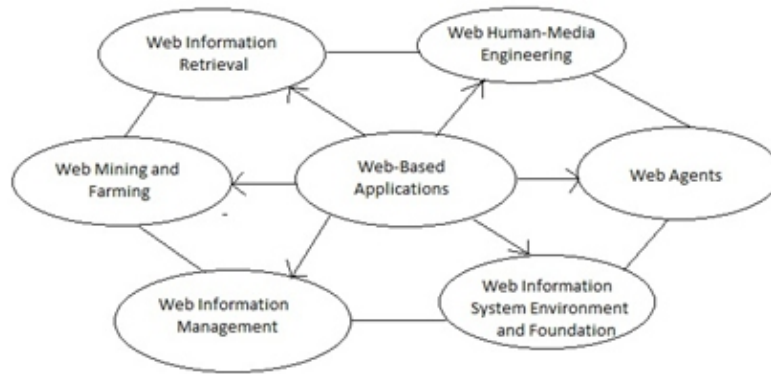 Web Information
Retrieval
Web Human-Media
Engineering
Web Mining and
Farming
Web-Based
Applications
Web Agents
Web Information
Management
Web Information
System Environment
and Foundation